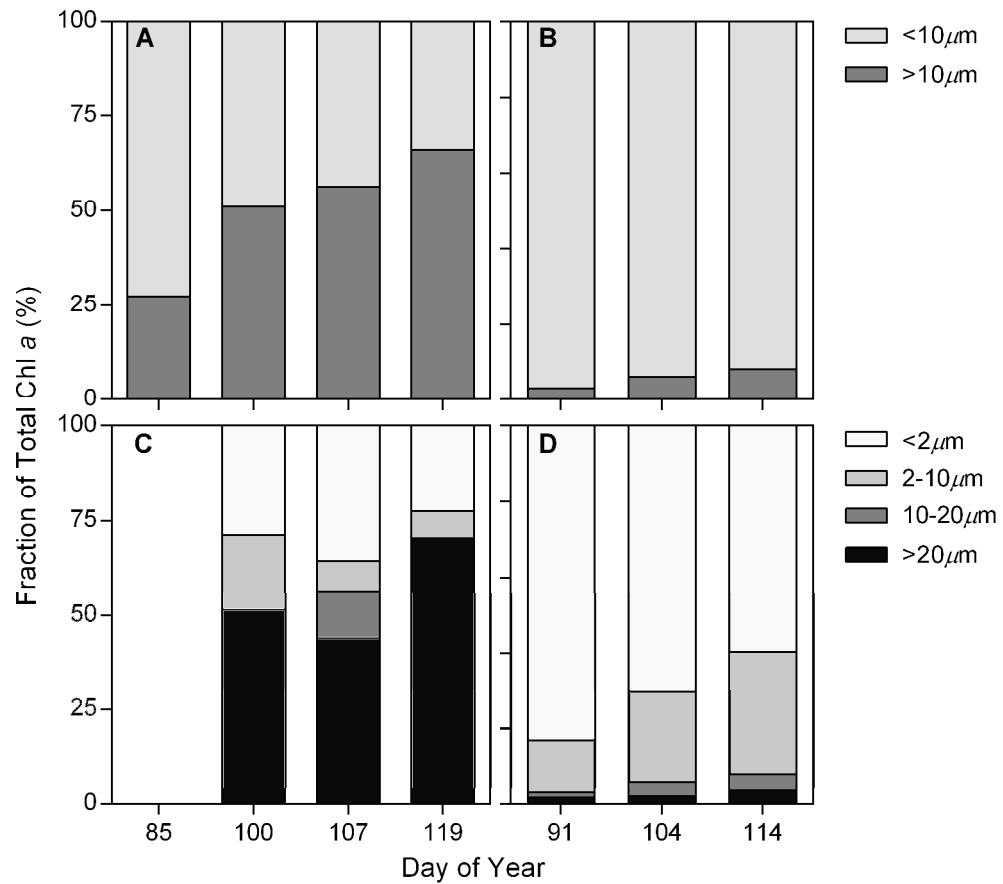 A
B
100
75
50
25
0
<10μm
>10μm
C
D
100
75
50
25
0
<2μm
2-10μm
10-20μm
>20μm
85 100 107 119 91 104 114
Day of Year
Fraction of Total Chl a (%)